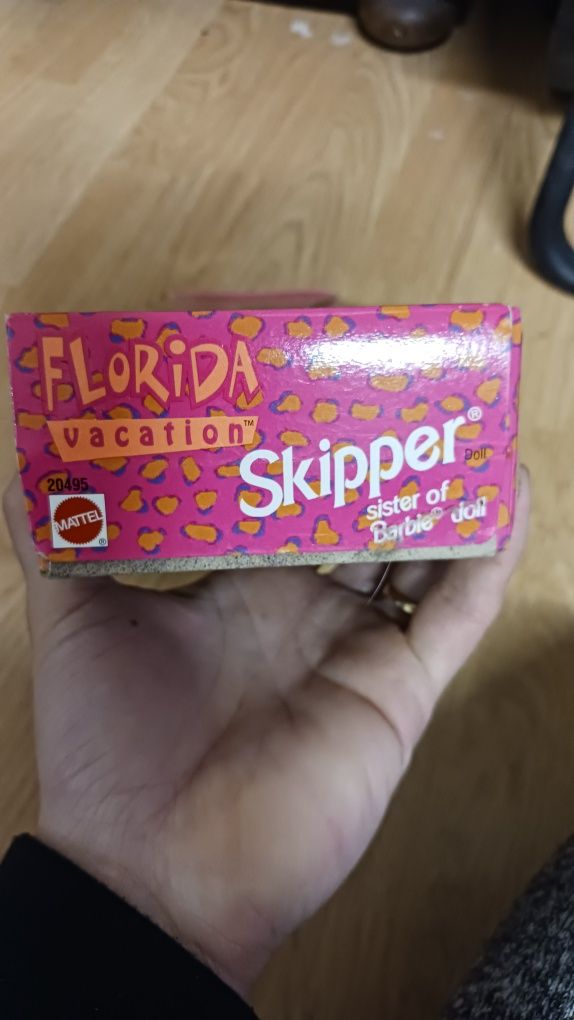 FLORIDA
vacation™
Skipper®
Doll
sister of
Barbie® doll
20495
MATTEL
®